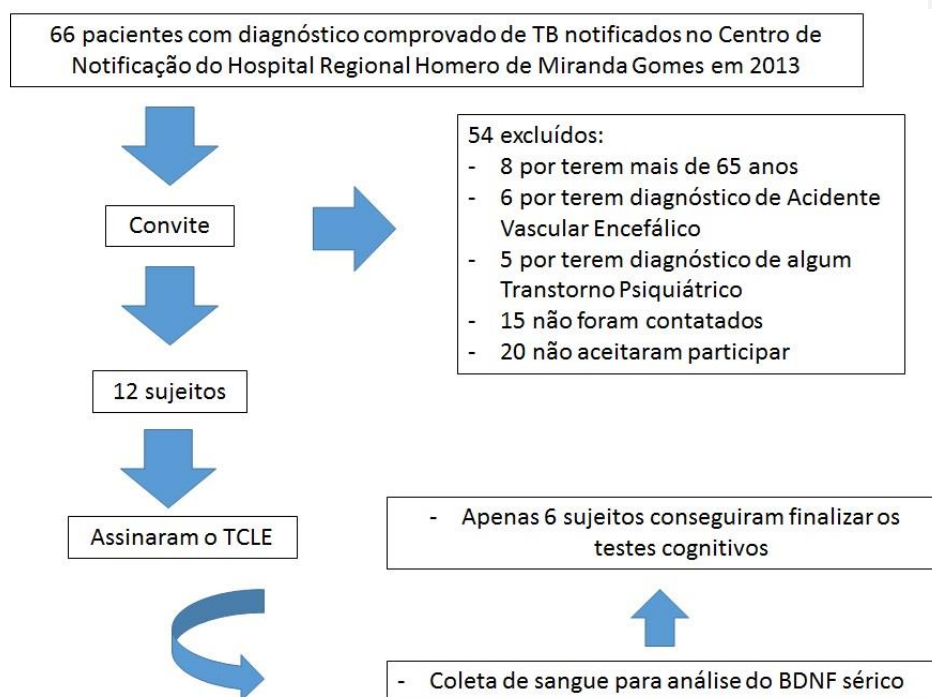 66 pacientes com diagnóstico comprovado de TB notificados no Centro de
Notificação do Hospital Regional Homero de Miranda Gomes em 2013
Convite
54 excluídos:
- 8 por terem mais de 65 anos
- 6 por terem diagnóstico de Acidente
Vascular Encefálico
- 5 por terem diagnóstico de algum
Transtorno Psiquiátrico
- 15 não foram contatados
- 20 não aceitaram participar
12 sujeitos
Assinaram o TCLE
- Apenas 6 sujeitos conseguiram finalizar os
testes cognitivos
- Coleta de sangue para análise do BDNF sérico